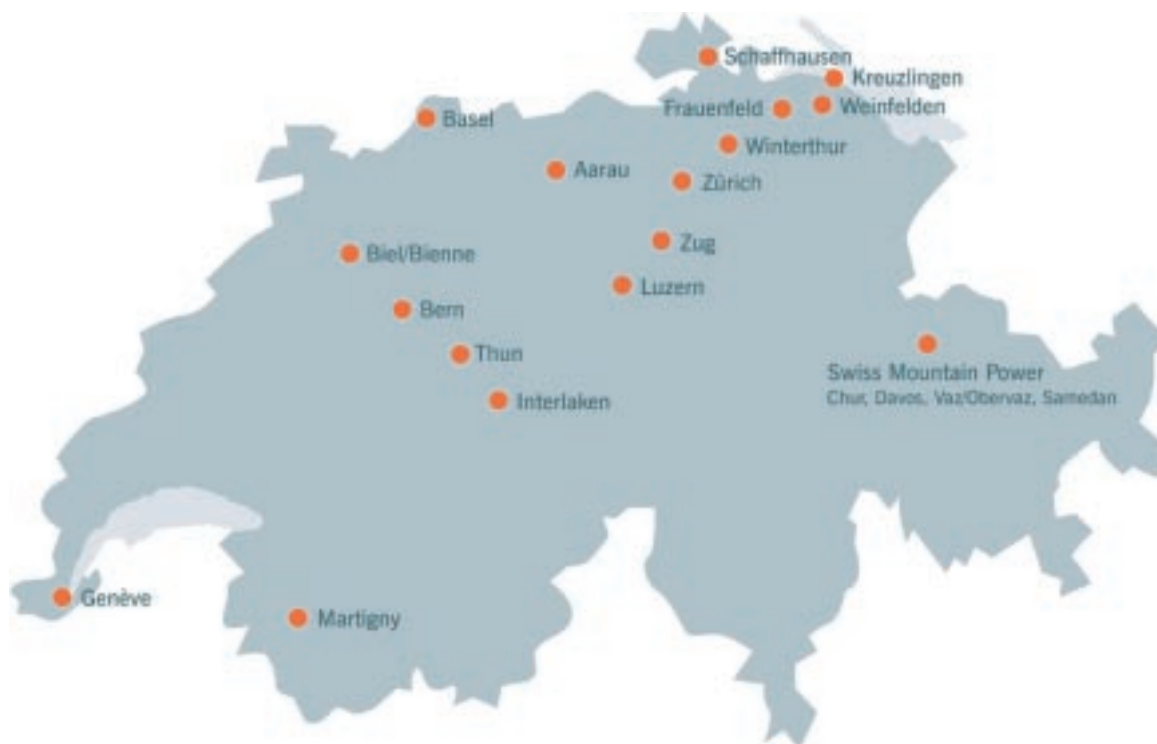 Schaffhausen
Kreuzlingen
Frauenfeld
Weinfelden
Basel
Winterthur
Aarau
Zürich
Zug
Biel/Bienne
Luzern
Bern
Thun
Swiss Mountain Power
Chur, Davos, Vaz/Obervaz, Samedan
Interlaken
Genève
Martigny